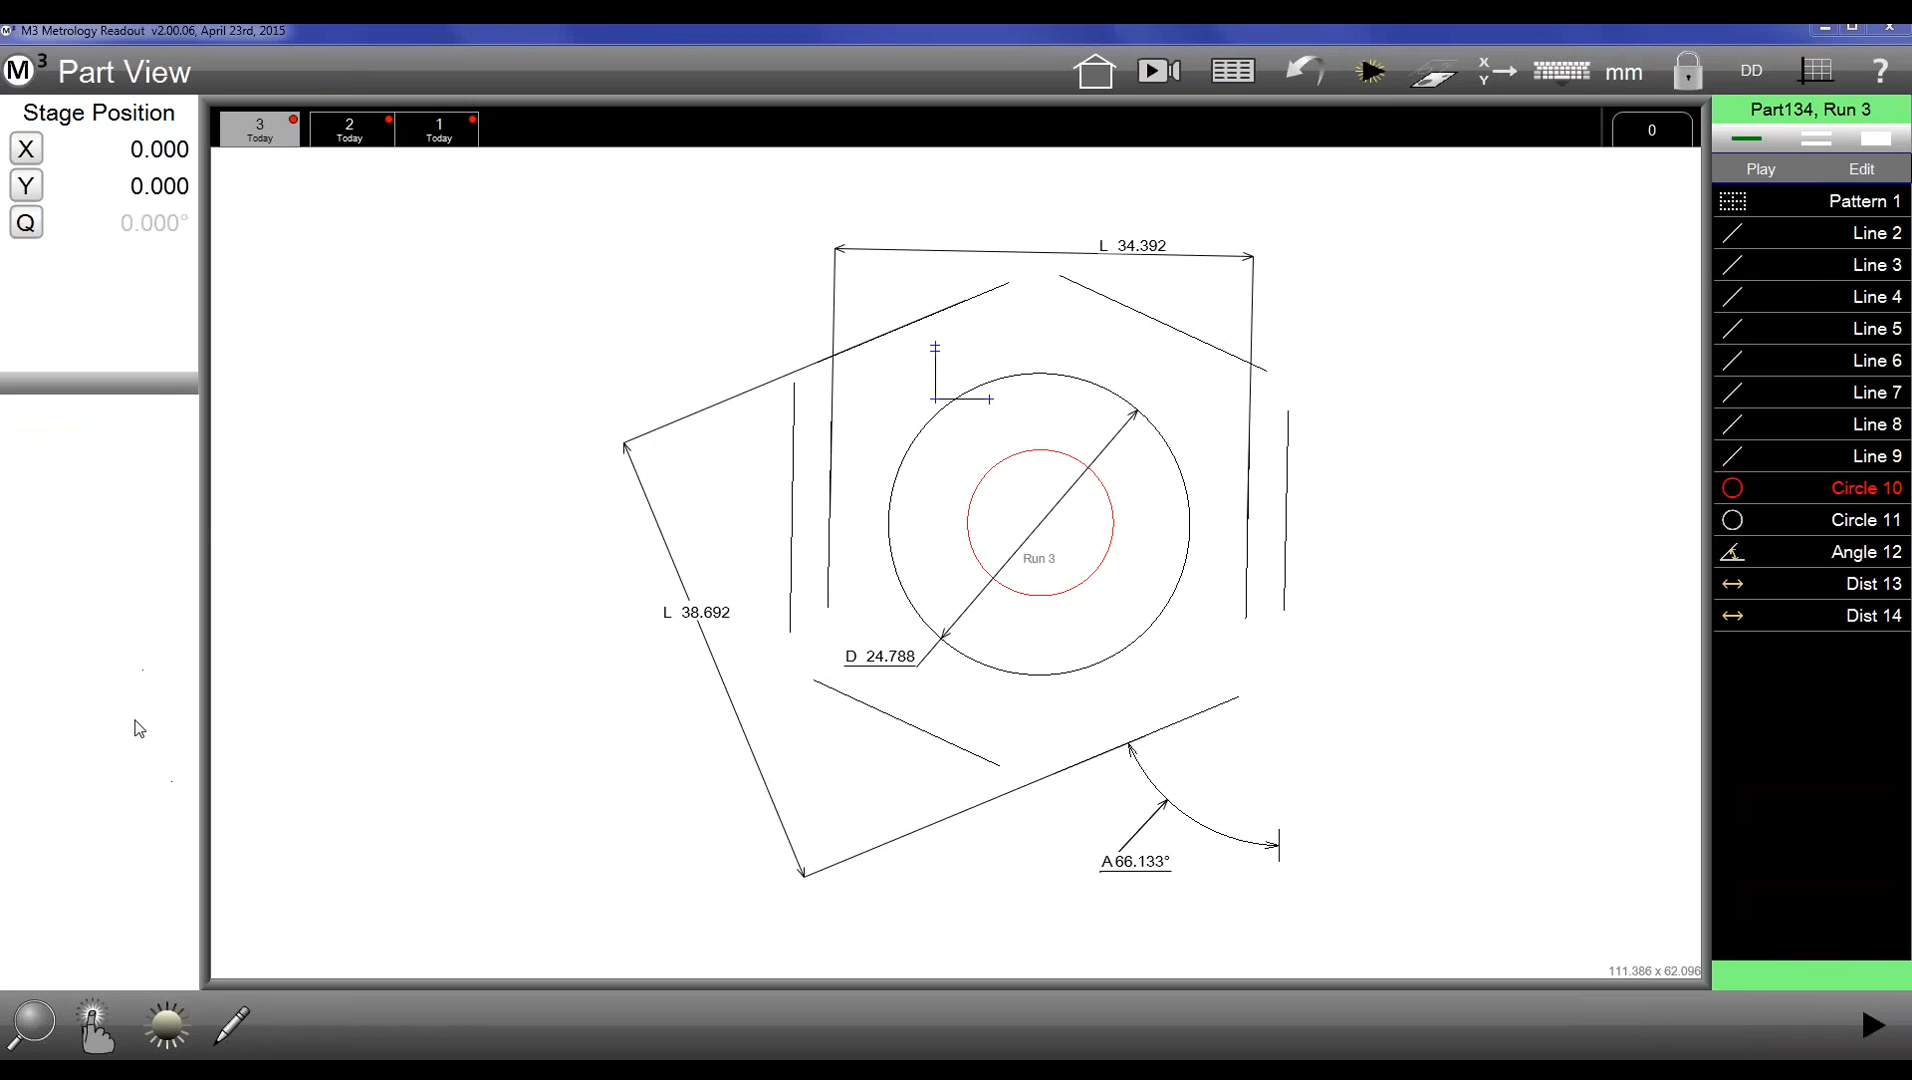 M³ M3 Metrology Readout v2.00.06, April 23rd, 2015
M³ Part View
X
Y
mm
DD
?
Stage Position
X 0.000
Y 0.000
Q 0.000°
3
Today
2
Today
1
Today
0
Part134, Run 3
Play Edit
Pattern 1
Line 2
Line 3
Line 4
Line 5
Line 6
Line 7
Line 8
Line 9
Circle 10
Circle 11
Angle 12
Dist 13
Dist 14
L 34.392
Run 3
L 38.692
D 24.788
A 66.133°
111.386 x 62.096